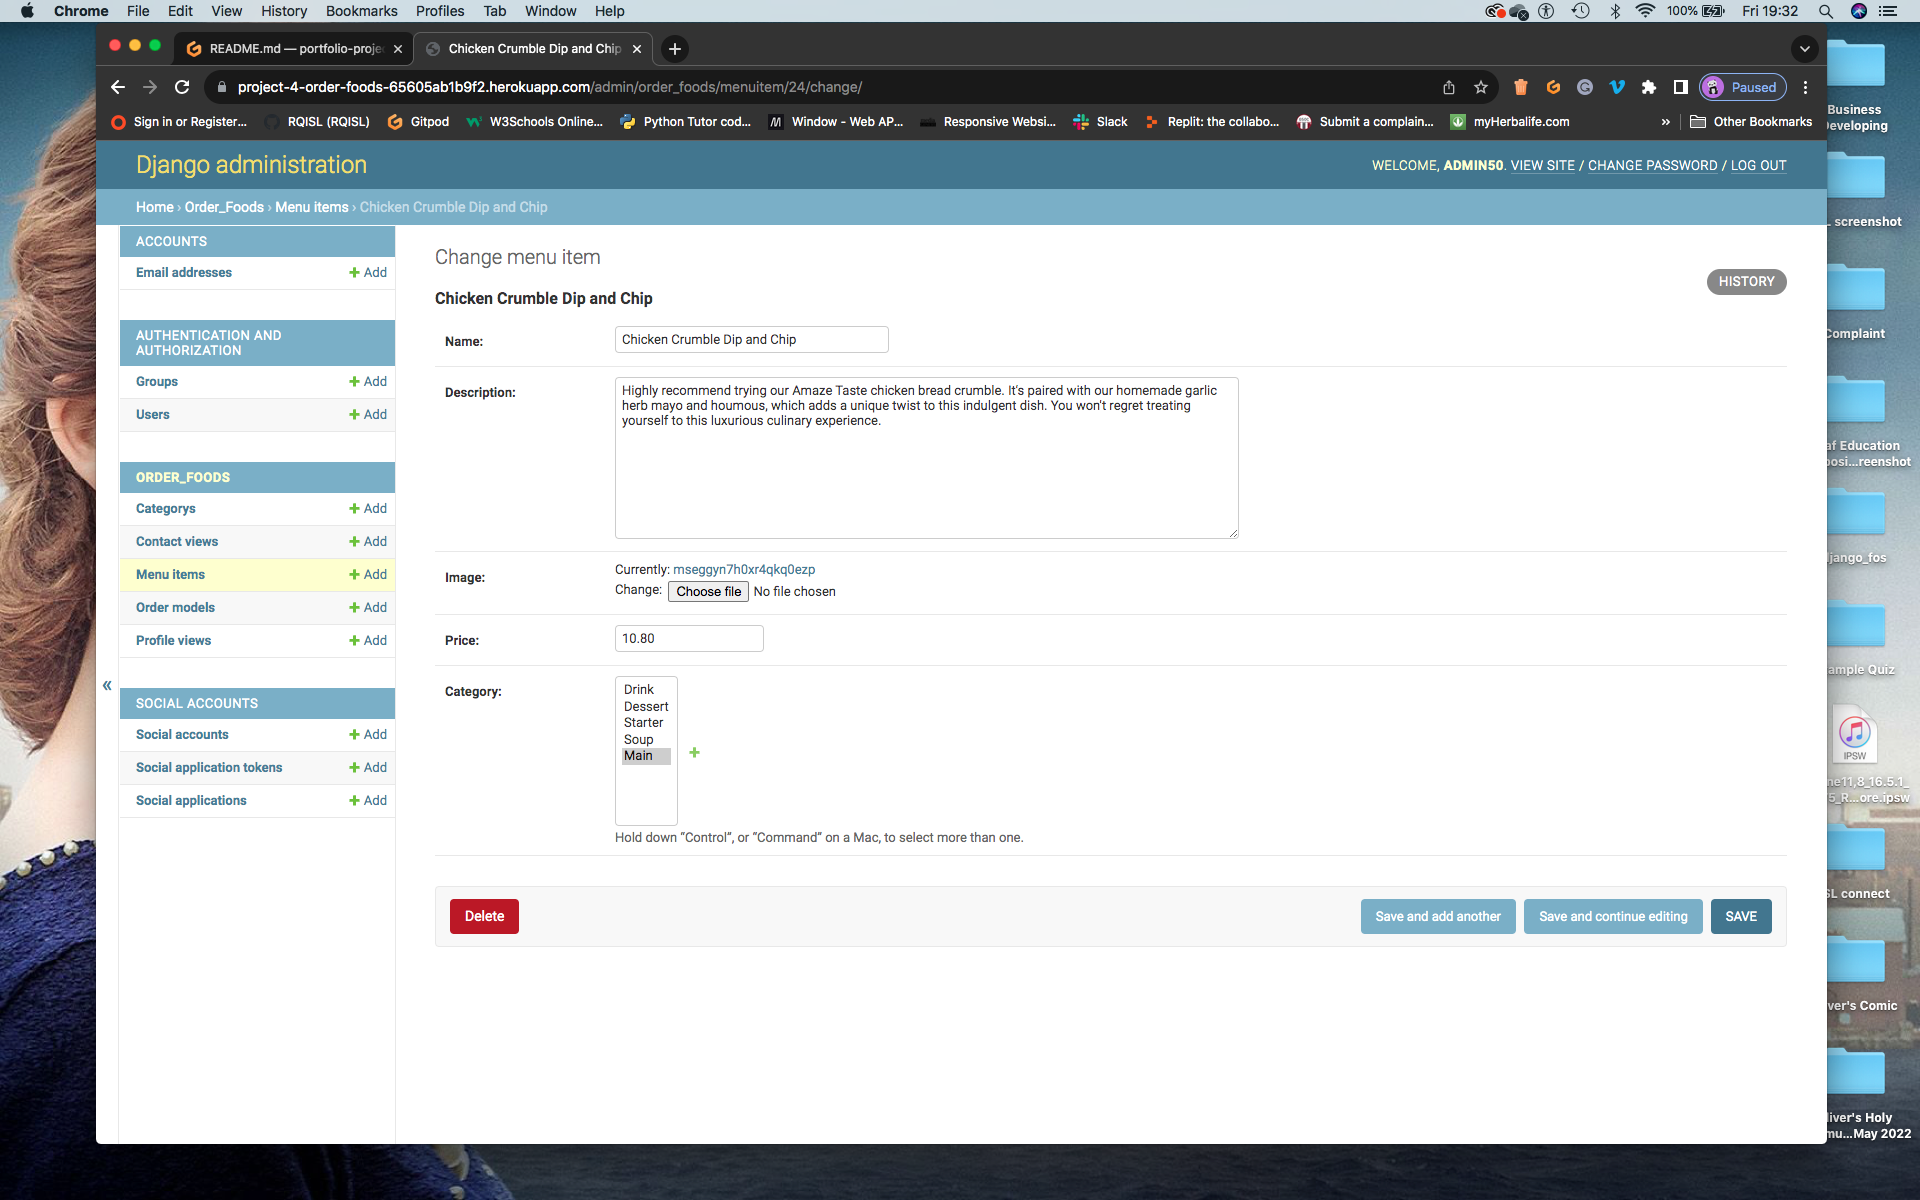 Chrome File Edit View History Bookmarks Profiles Tab Window Help
100% Fri 19:32
README.md — portfolio-proje
Chicken Crumble Dip and Chip
project-4-order-foods-65605ab1b9f2.herokuapp.com/admin/order_foods/menuitem/24/change/
Paused
Sign in or Register... RQISL (RQISL) Gitpod W3Schools Online... Python Tutor cod... Window - Web AP... Responsive Websi... Slack Replit: the collabo... Submit a complain... myHerbalife.com » Other Bookmarks
Django administration
WELCOME, ADMIN50. VIEW SITE / CHANGE PASSWORD / LOG OUT
Home › Order_Foods › Menu items › Chicken Crumble Dip and Chip
ACCOUNTS
Email addresses + Add
AUTHENTICATION AND
AUTHORIZATION
Groups + Add
Users + Add
ORDER_FOODS
Categorys + Add
Contact views + Add
Menu items + Add
Order models + Add
Profile views + Add
«
SOCIAL ACCOUNTS
Social accounts + Add
Social application tokens + Add
Social applications + Add
Change menu item
HISTORY
Chicken Crumble Dip and Chip
Name: Chicken Crumble Dip and Chip
Description:
Highly recommend trying our Amaze Taste chicken bread crumble. It's paired with our homemade garlic
herb mayo and houmous, which adds a unique twist to this indulgent dish. You won't regret treating
yourself to this luxurious culinary experience.
Image:
Currently: mseggyn7h0xr4qkq0ezp
Change: Choose file No file chosen
Price: 10.80
Category:
Drink
Dessert
Starter
Soup
Main
Hold down “Control”, or “Command” on a Mac, to select more than one.
Delete
Save and add another
Save and continue editing
SAVE
Business
Developing
screenshot
Complaint
af Education
posi...reenshot
django_fos
ample Quiz
IPSW
ne11,8_16.5.1_
5_R...ore.ipsw
SL connect
ver's Comic
liver's Holy
mu...May 2022